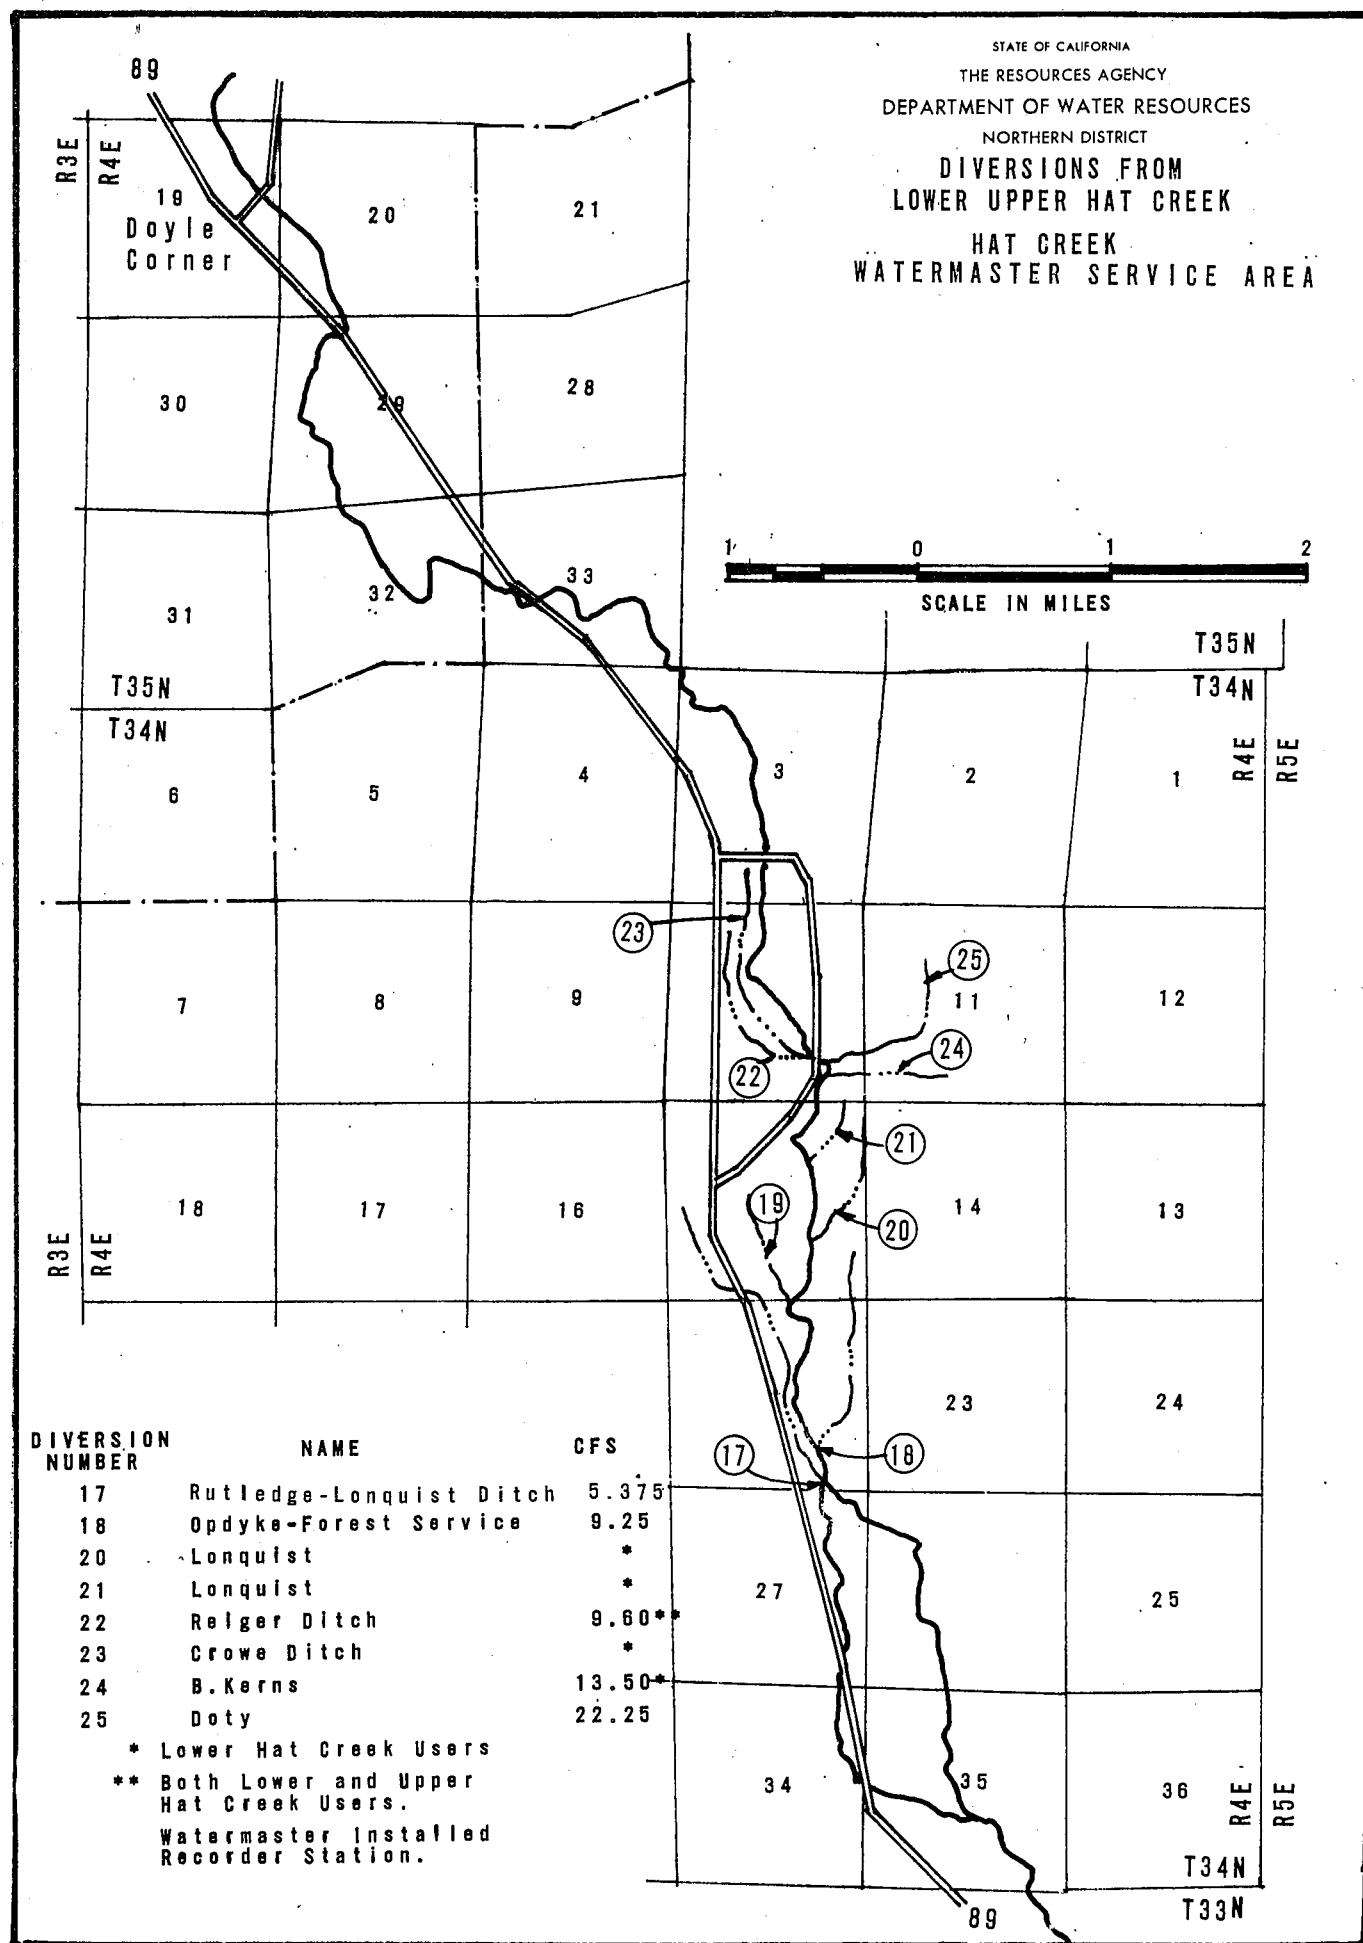 STATE OF CALIFORNIA
THE RESOURCES AGENCY
DEPARTMENT OF WATER RESOURCES
NORTHERN DISTRICT
DIVERSIONS FROM
LOWER UPPER HAT CREEK
HAT CREEK
WATERMASTER SERVICE AREA
89
R3E
R4E
19
20
21
Doyle
Corner
30
29
28
1 0 1 2
SCALE IN MILES
31
32
33
T35N
T35N
T34N
T34N
R4E
R5E
6
5
4
3
2
1
23
25
7
8
9
11
12
22
24
21
18
17
16
19
20
14
13
R3E
R4E
23
24
17
18
DIVERSION NAME CFS
NUMBER
17 Rutledge-Lonquist Ditch 5.375
18 Opdyke-Forest Service 9.25
20 Lonquist *
21 Lonquist *
22 Reiger Ditch 9.60**
23 Crowe Ditch *
24 B.Kerns 13.50*
25 Doty 22.25
* Lower Hat Creek Users
** Both Lower and Upper
Hat Creek Users.
Watermaster Installed
Recorder Station.
27
25
34
35
36
R4E
R5E
T34N
T33N
89